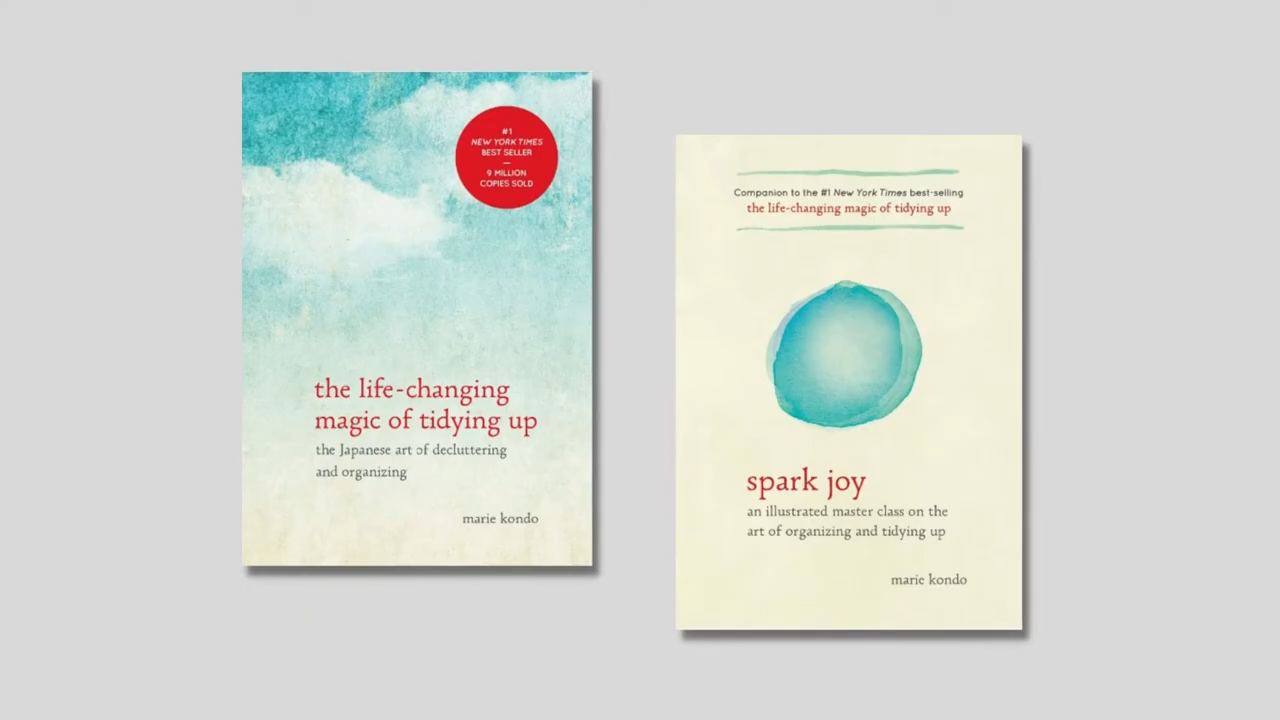 #1
NEW YORK TIMES
BEST SELLER
9 MILLION
COPIES SOLD
the life-changing
magic of tidying up
the Japanese art of decluttering
and organizing
marie kondo
Companion to the #1 New York Times best-selling
the life-changing magic of tidying up
spark joy
an illustrated master class on the
art of organizing and tidying up
marie kondo